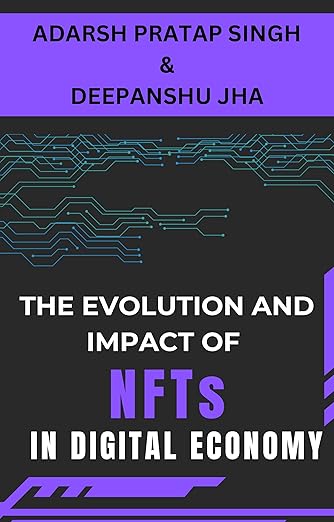 ADARSH PRATAP SINGH
&
DEEPANSHU JHA
THE EVOLUTION AND
IMPACT OF
NFTs
IN DIGITAL ECONOMY